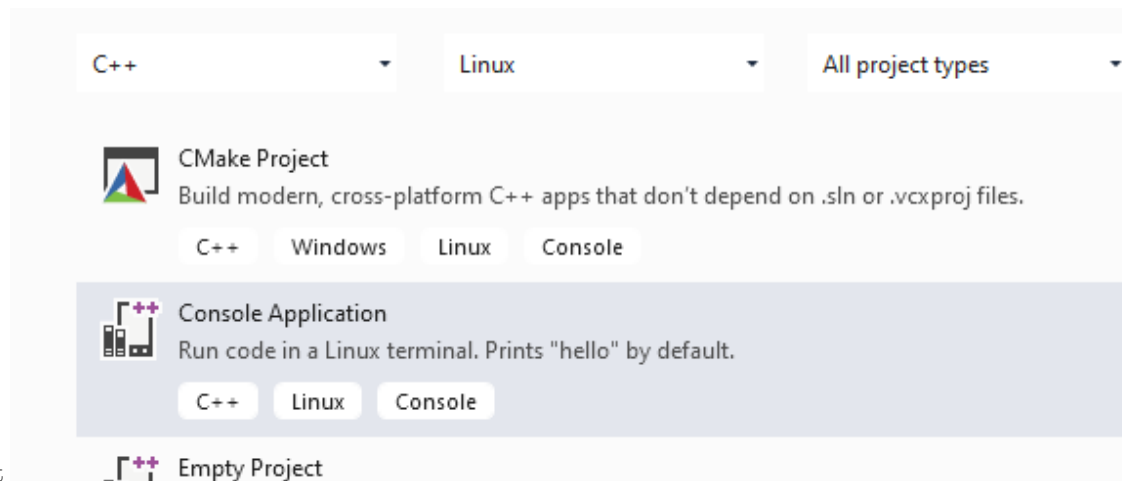 C++ Linux All project types
CMake Project
Build modern, cross-platform C++ apps that don't depend on .sln or .vcxproj files.
C++ Windows Linux Console
Console Application
Run code in a Linux terminal. Prints "hello" by default.
C++ Linux Console
Empty Project